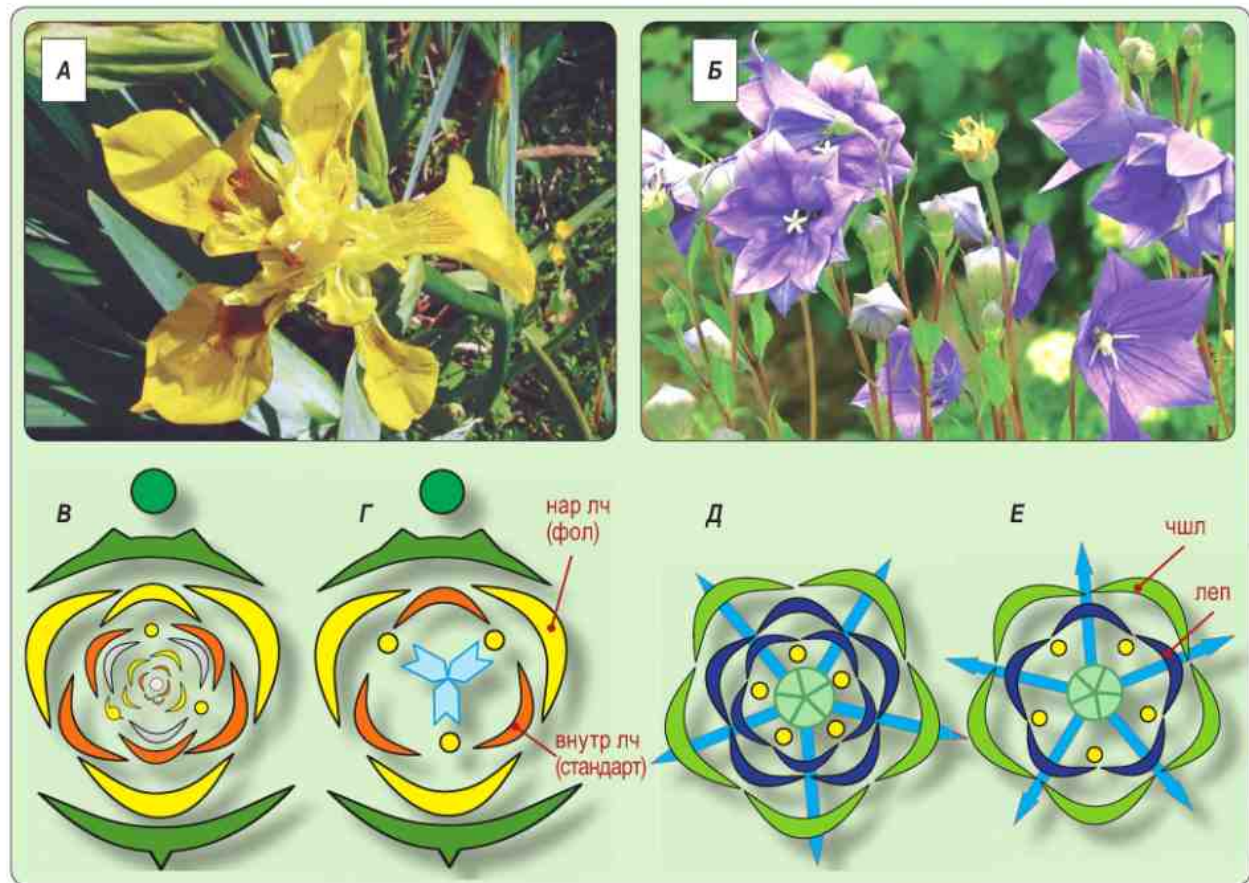 А
Б
В
Г
нар лч
(фол)
внутр лч
(стандарт)
Д
Е
чшл
леп